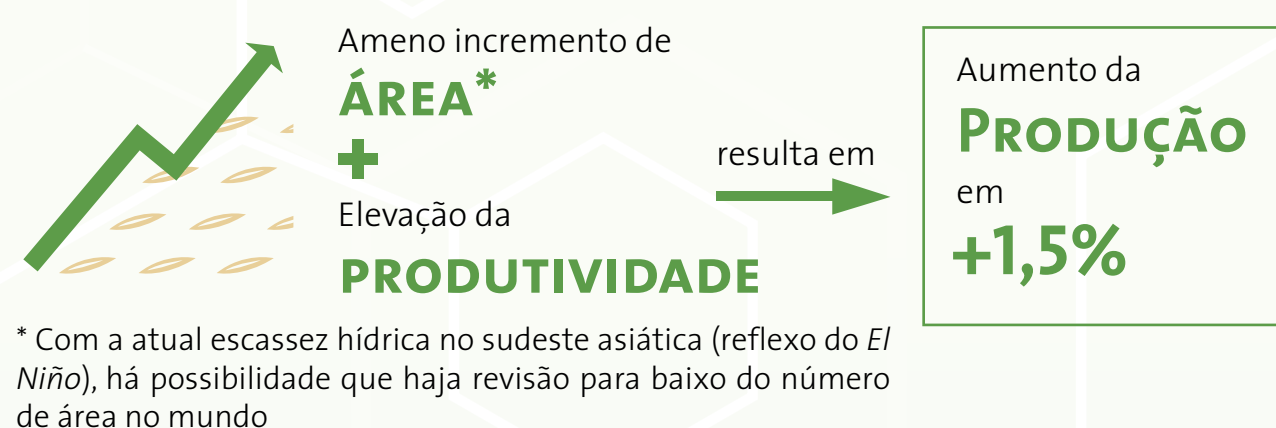 Ameno incremento de
ÁREA*
+
Elevação da
PRODUTIVIDADE
resulta em
Aumento da
PRODUÇÃO
em
+1,5%
* Com a atual escassez hídrica no sudeste asiática (reflexo do El
Niño), há possibilidade que haja revisão para baixo do número
de área no mundo